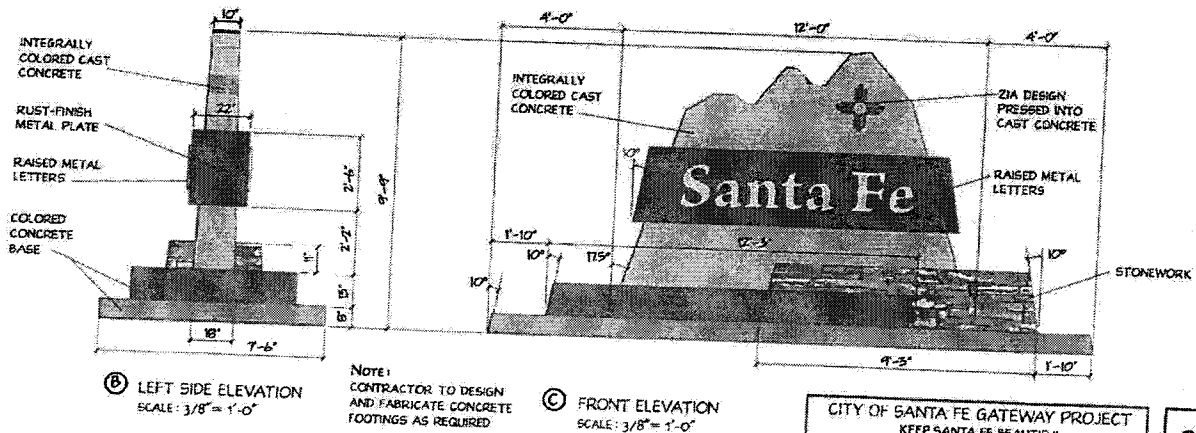 10"
INTEGRALLY
COLORED CAST
CONCRETE
RUST-FINISH
METAL PLATE
RAISED METAL
LETTERS
COLORED
CONCRETE
BASE
22"
2'-6"
9'-9"
2'-2"
11"
15"
8"
18"
7'-6"
B LEFT SIDE ELEVATION
SCALE: 3/8" = 1'-0"
NOTE:
CONTRACTOR TO DESIGN
AND FABRICATE CONCRETE
FOOTINGS AS REQUIRED
4'-0"
12'-0"
4'-0"
INTEGRALLY
COLORED CAST
CONCRETE
ZIA DESIGN
PRESSED INTO
CAST CONCRETE
10°
Santa Fe
RAISED METAL
LETTERS
1'-10"
12'-3"
10°
17.5°
10°
10°
STONEWORK
9'-3"
1'-10"
C FRONT ELEVATION
SCALE: 3/8" = 1'-0"
CITY OF SANTA FE GATEWAY PROJECT
KEEP SANTA FE BEAUTIFUL